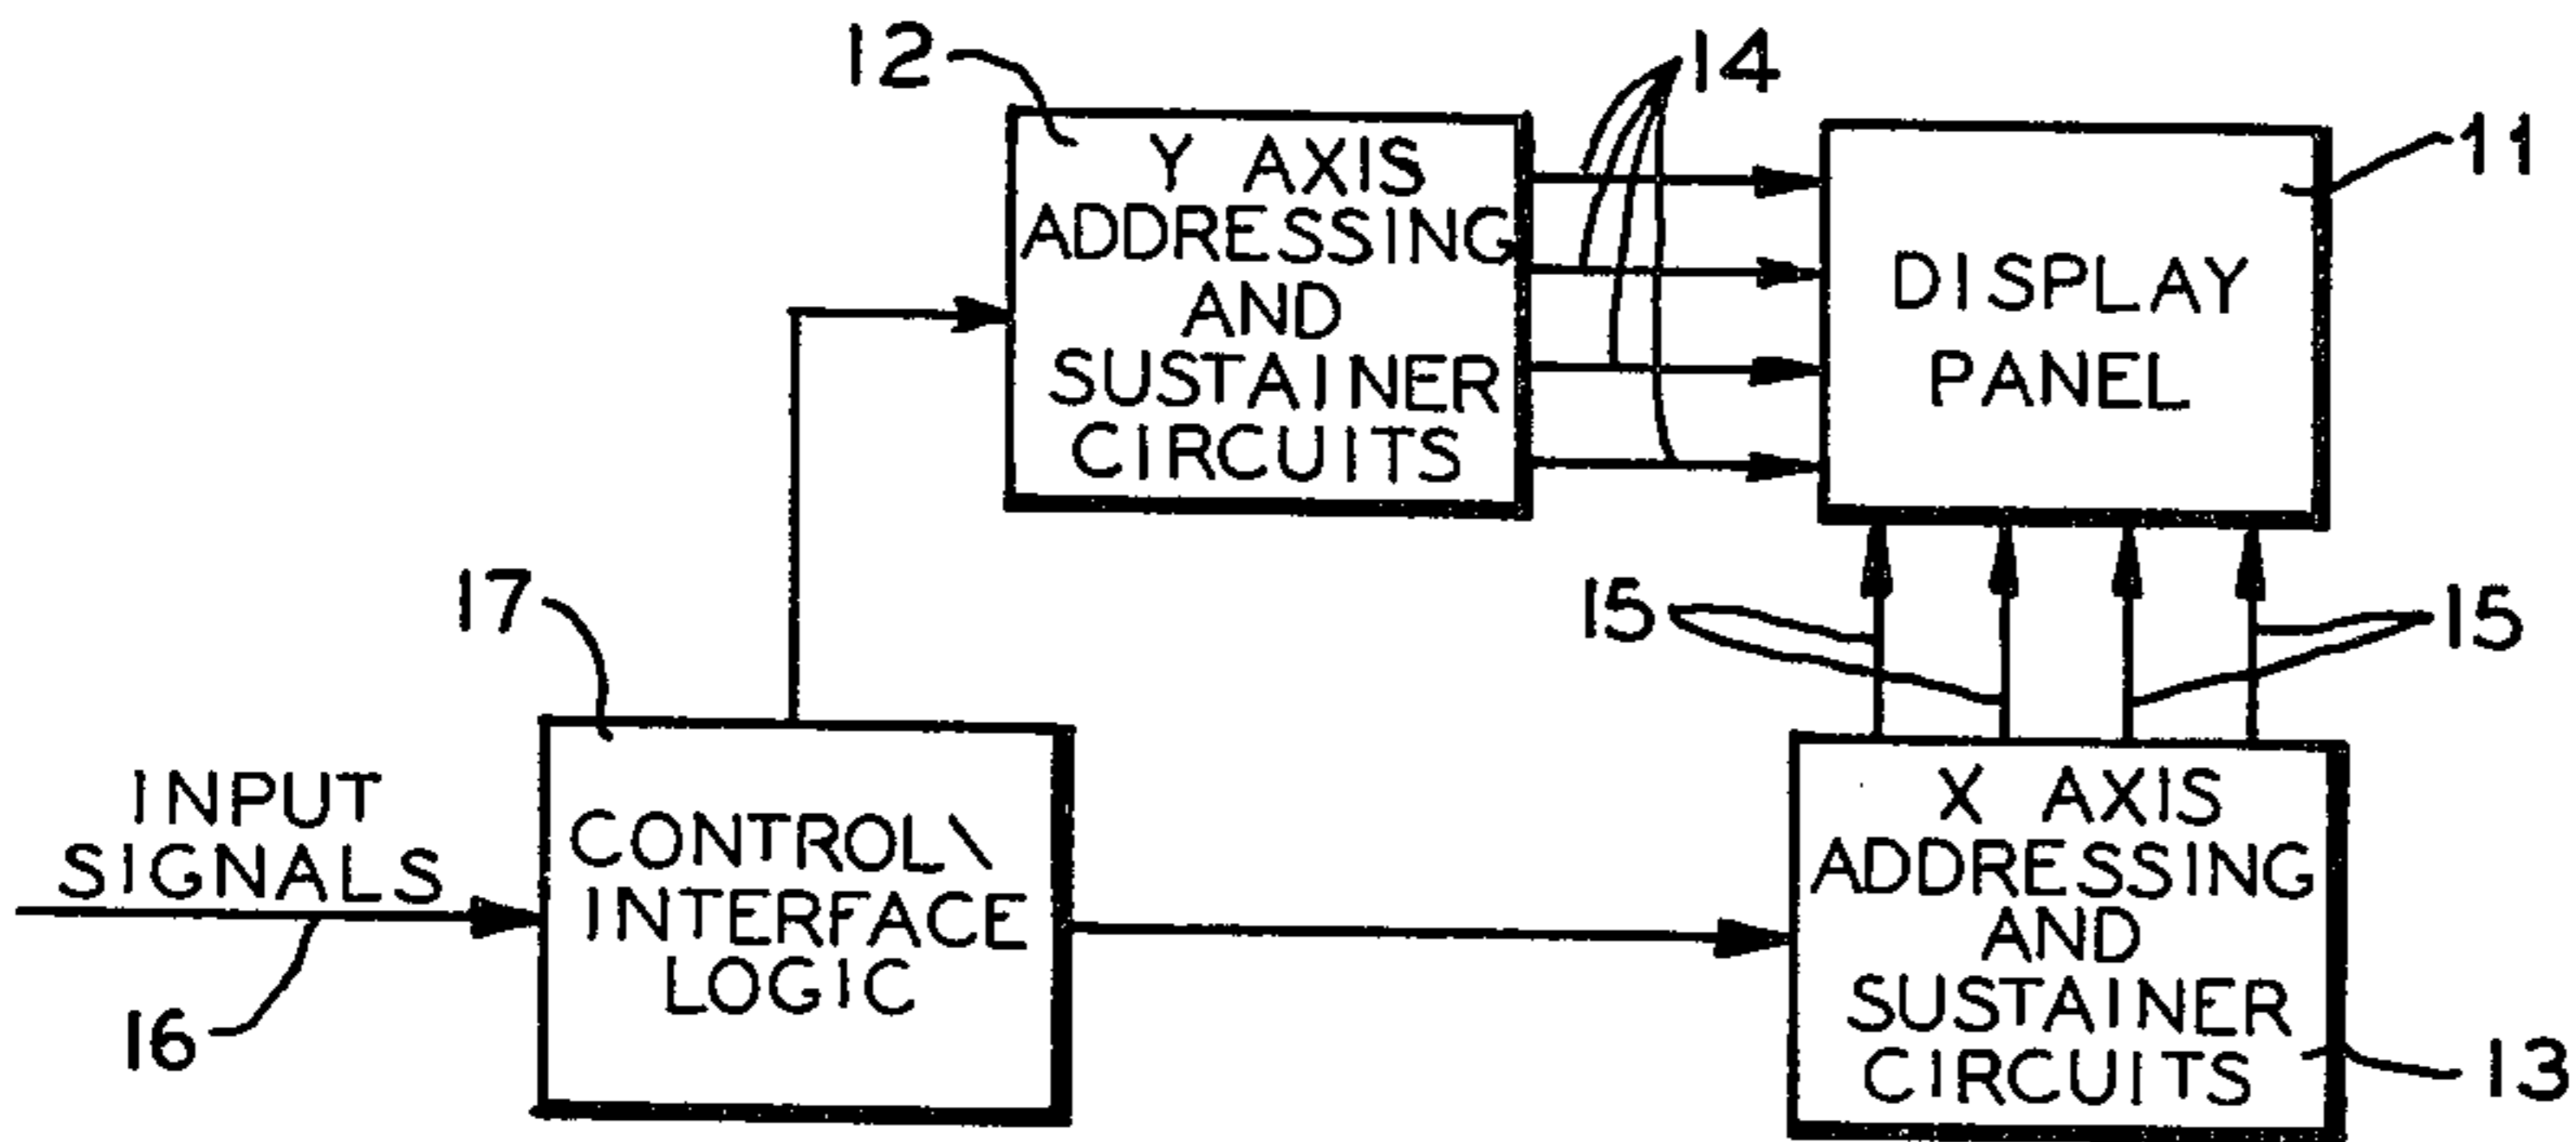 12
14
11
Y AXIS
ADDRESSING
AND
SUSTAINER
CIRCUITS
DISPLAY
PANEL
17
15
15
INPUT
SIGNALS
16
CONTROL\
INTERFACE
LOGIC
X AXIS
ADDRESSING
AND
SUSTAINER
CIRCUITS
13